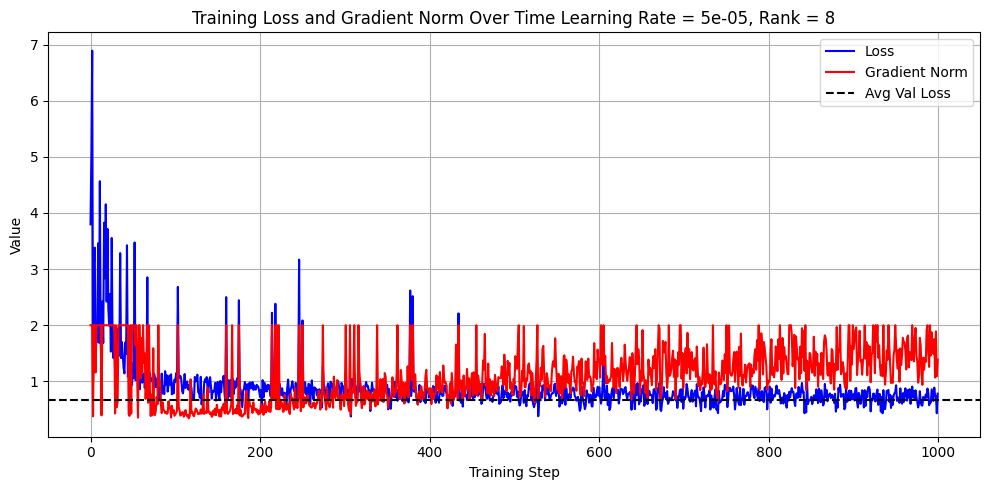 Training Loss and Gradient Norm Over Time Learning Rate = 5e-05, Rank = 8
Loss
Gradient Norm
Avg Val Loss
Value
7
6
5
4
3
2
1
0
200
400
600
800
1000
Training Step